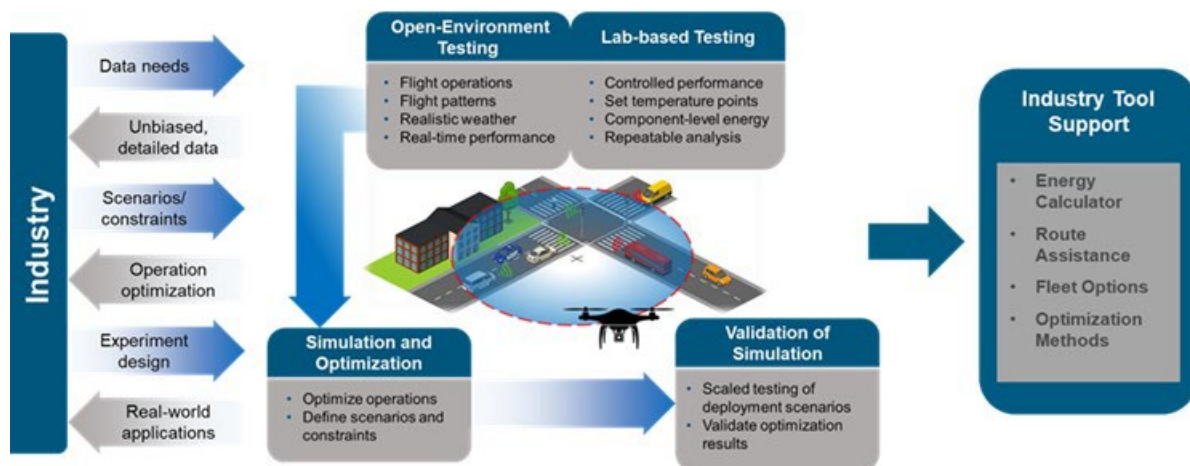 Industry
Data needs
Unbiased,
detailed data
Scenarios/
constraints
Operation
optimization
Experiment
design
Real-world
applications
Open-Environment
Testing
• Flight operations
• Flight patterns
• Realistic weather
• Real-time performance
Lab-based Testing
• Controlled performance
• Set temperature points
• Component-level energy
• Repeatable analysis
Simulation and
Optimization
• Optimize operations
• Define scenarios and
constraints
Validation of
Simulation
• Scaled testing of
deployment scenarios
• Validate optimization
results
Industry Tool
Support
• Energy
Calculator
• Route
Assistance
• Fleet Options
• Optimization
Methods